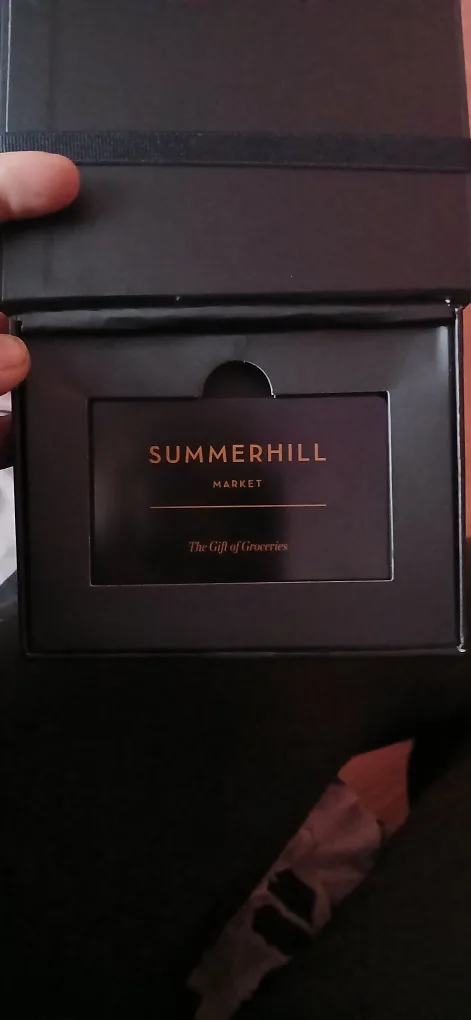 SUMMERHILL
MARKET
The Gift of Groceries